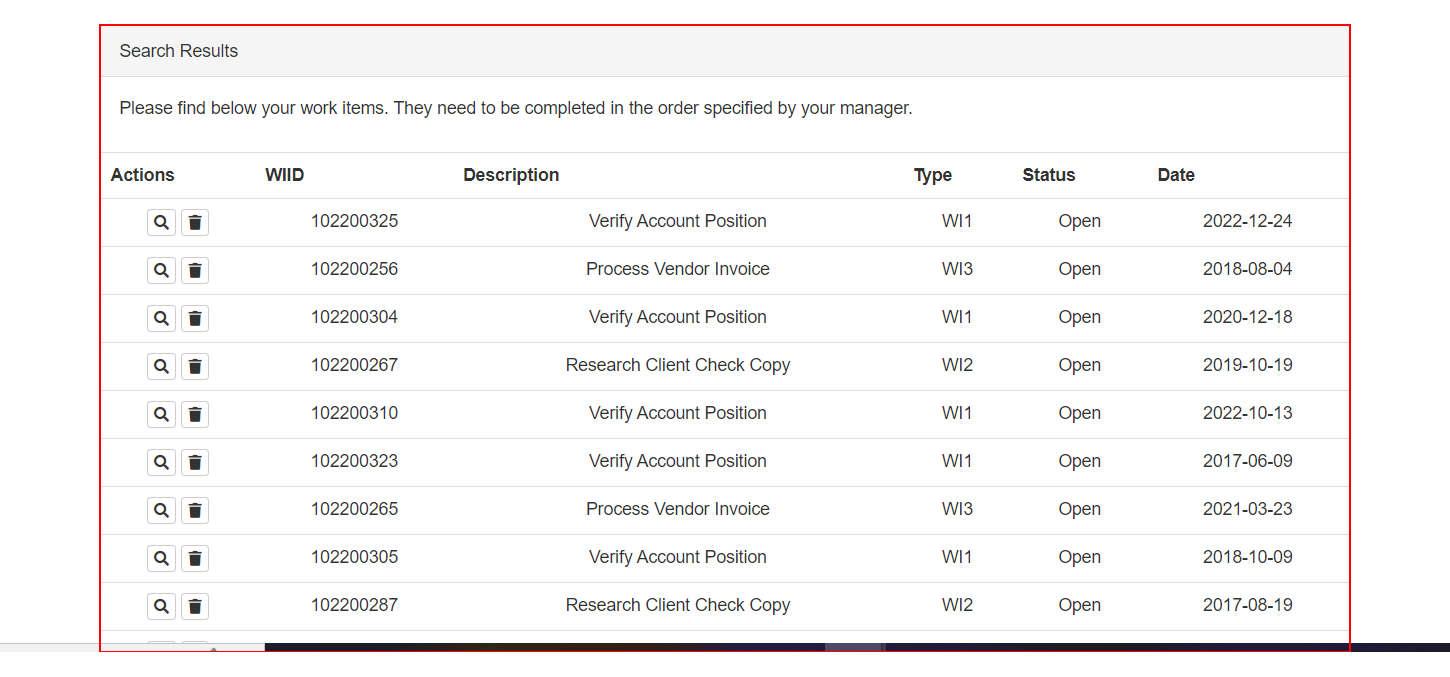 Search Results
Please find below your work items. They need to be completed in the order specified by your manager.
Actions WIID Description Type Status Date
102200325 Verify Account Position WI1 Open 2022-12-24
102200256 Process Vendor Invoice WI3 Open 2018-08-04
102200304 Verify Account Position WI1 Open 2020-12-18
102200267 Research Client Check Copy WI2 Open 2019-10-19
102200310 Verify Account Position WI1 Open 2022-10-13
102200323 Verify Account Position WI1 Open 2017-06-09
102200265 Process Vendor Invoice WI3 Open 2021-03-23
102200305 Verify Account Position WI1 Open 2018-10-09
102200287 Research Client Check Copy WI2 Open 2017-08-19